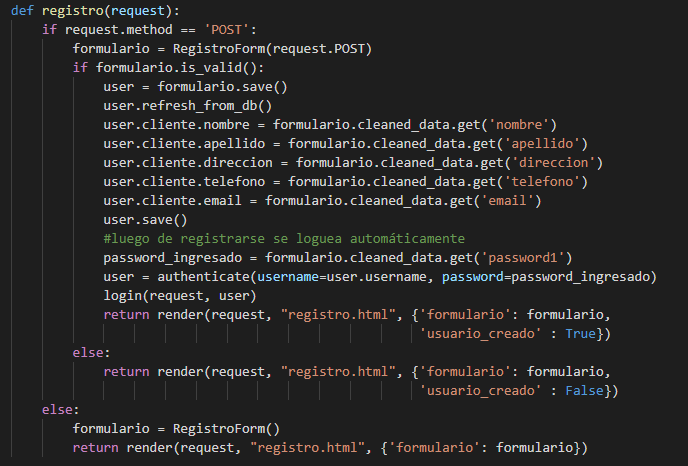 def registro(request):
    if request.method == 'POST':
        formulario = RegistroForm(request.POST)
        if formulario.is_valid():
            user = formulario.save()
            user.refresh_from_db()
            user.cliente.nombre = formulario.cleaned_data.get('nombre')
            user.cliente.apellido = formulario.cleaned_data.get('apellido')
            user.cliente.direccion = formulario.cleaned_data.get('direccion')
            user.cliente.telefono = formulario.cleaned_data.get('telefono')
            user.cliente.email = formulario.cleaned_data.get('email')
            user.save()
            #luego de registrarse se loguea automáticamente
            password_ingresado = formulario.cleaned_data.get('password1')
            user = authenticate(username=user.username, password=password_ingresado)
            login(request, user)
            return render(request, "registro.html", {'formulario': formulario,
                                                     'usuario_creado' : True})
        else:
            return render(request, "registro.html", {'formulario': formulario,
                                                     'usuario_creado' : False})
    else:
        formulario = RegistroForm()
        return render(request, "registro.html", {'formulario': formulario})